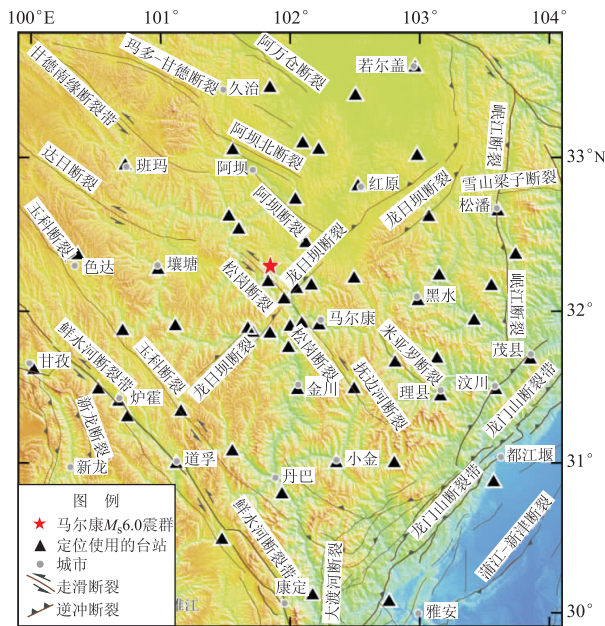 100°E 101° 102° 103° 104°
阿万仓断裂
玛多-甘德断裂
若尔盖
甘德南缘断裂带
久治
岷江断裂
阿坝北断裂
33°N
班玛
阿坝
达日断裂
红原
雪山梁子断裂
龙日坝断裂
松潘
阿坝断裂
玉科断裂
龙日坝断裂
色达
壤塘
松岗断裂
岷江断裂
黑水
32°
马尔康
鲜水河断裂带
松岗断裂
米亚罗断裂
茂县
甘孜
玉科断裂
龙日坝断裂
抚边河断裂
金川
理县
汶川
炉霍
龙门山断裂带
新龙断裂
都江堰
新龙
道孚
小金
31°
丹巴
图 例
马尔康MS6.0震群
定位使用的台站
城市
走滑断裂
逆冲断裂
龙门山断裂带
鲜水河断裂带
大渡河断裂
蒲江-新津断裂
康定
雅安
30°